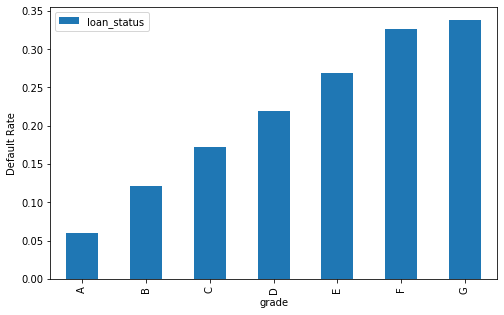 loan_status
Default Rate
0.35
0.30
0.25
0.20
0.15
0.10
0.05
0.00
A
B
C
D
E
F
G
grade